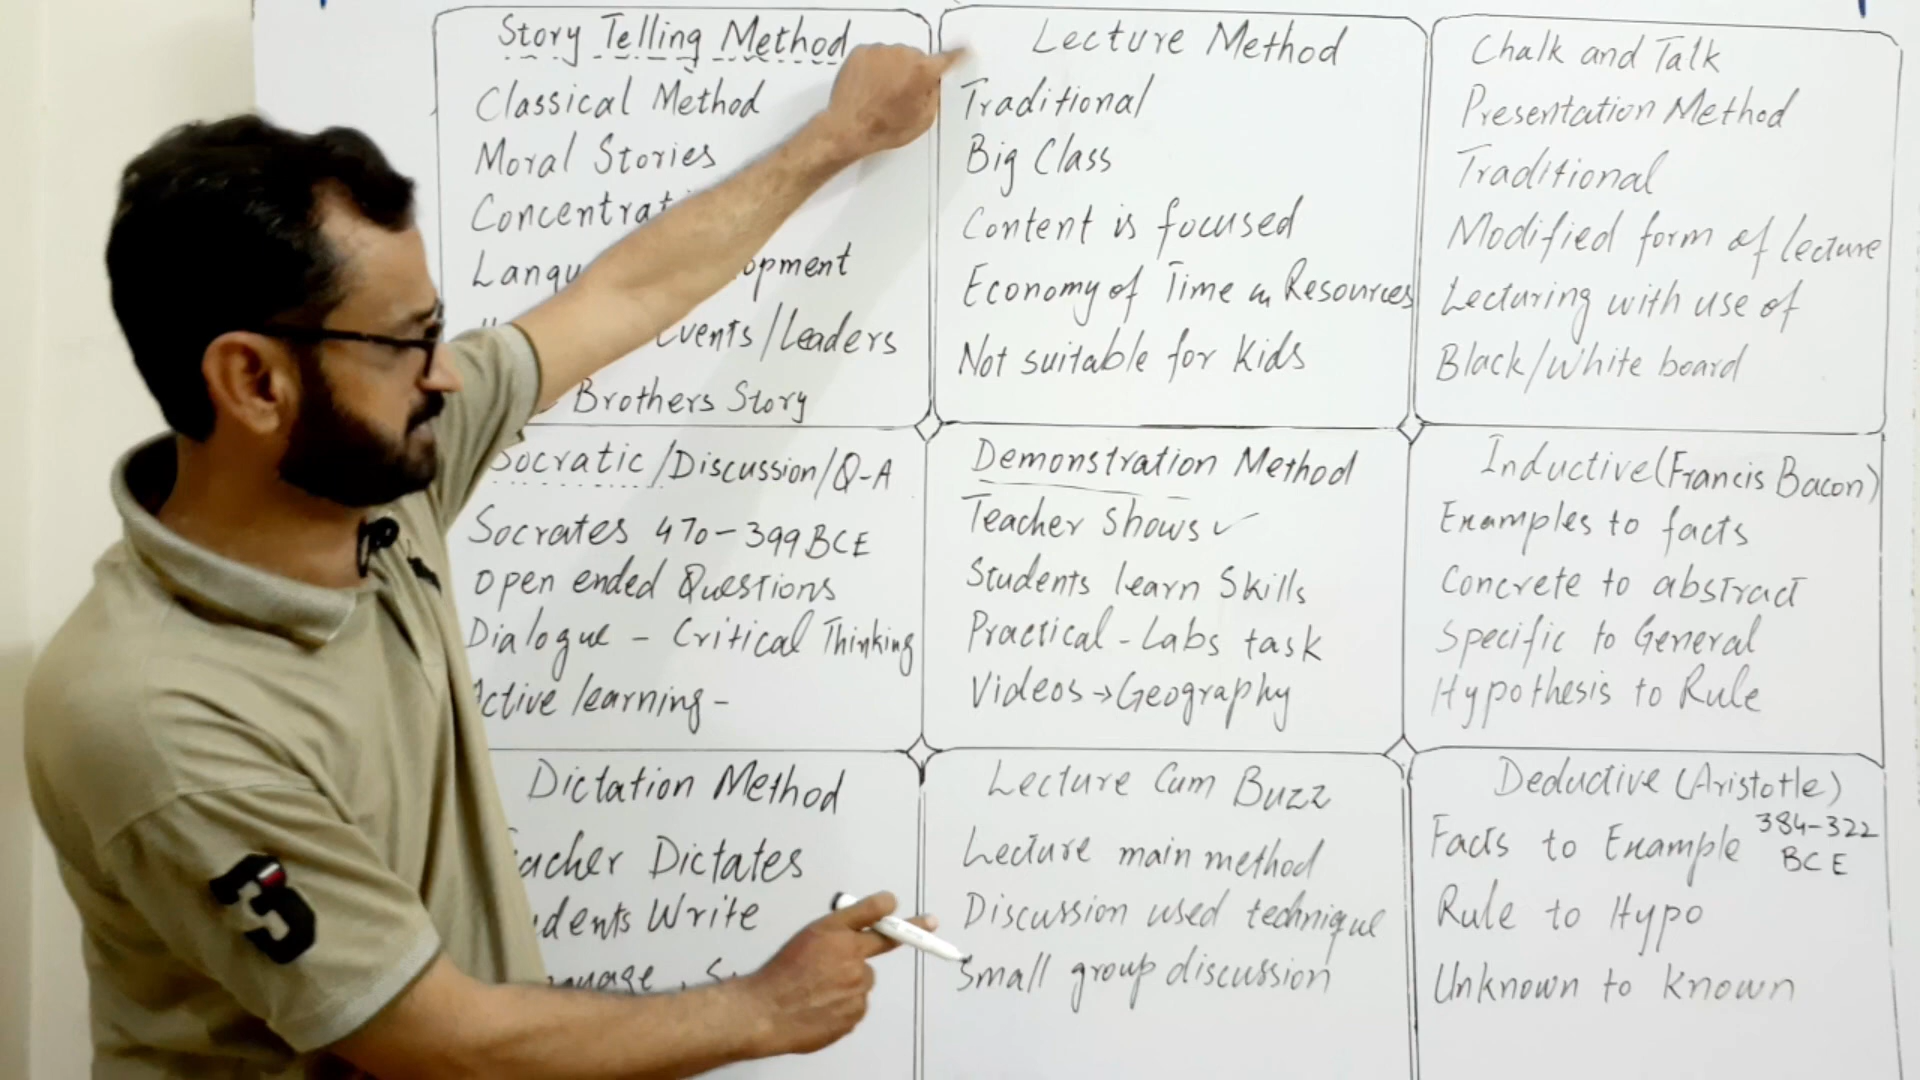 Story Telling Method
Classical Method
Moral Stories
Concentrat
Langu opment
Events/Leaders
Brothers Story
Lecture Method
Traditional
Big Class
Content is focused
Economy of Time in Resources
Not suitable for Kids
Chalk and Talk
Presentation Method
Traditional
Modified form of lecture
Lecturing with use of
Black/White board
Socratic/Discussion/Q-A
Socrates 470-399 BCE
Open ended Questions
Dialogue - Critical Thinking
Active learning -
Demonstration Method
Teacher Shows ✓
Students learn Skills
Practical - Labs task
Videos → Geography
Inductive (Francis Bacon)
Examples to facts
Concrete to abstract
Specific to General
Hypothesis to Rule
Dictation Method
eacher Dictates
udents Write
Lecture Cum Buzz
Lecture main method
Discussion used technique
Small group discussion
Deductive (Aristotle)
384-322
BCE
Facts to Example
Rule to Hypo
Unknown to Known
3